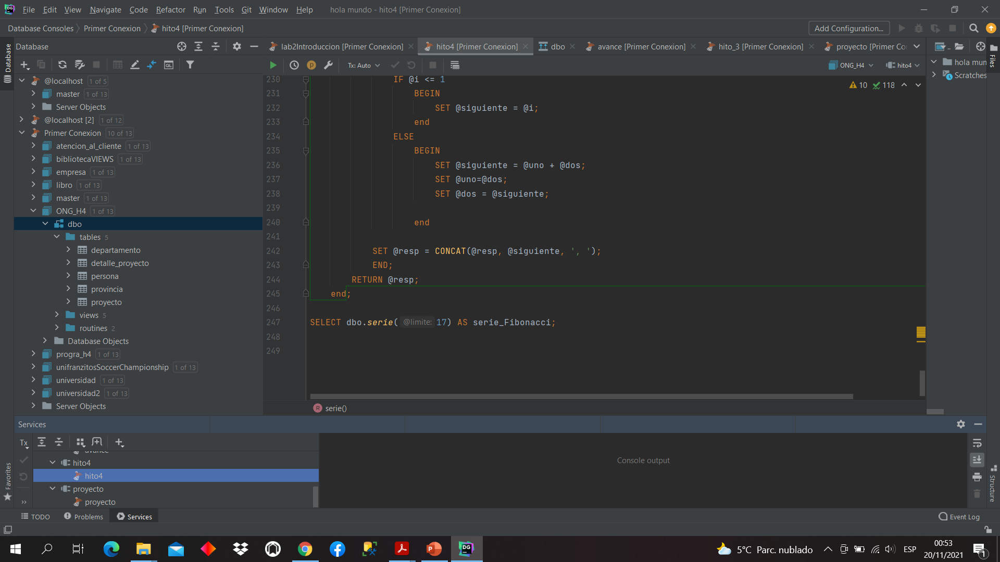 File Edit View Navigate Code Refactor Run Tools Git Window Help hola mundo - hito4 [Primer Conexion]
Database Consoles Primer Conexion hito4 [Primer Conexion]
Add Configuration...
Database
lab2Introduccion [Primer Conexion]
hito4 [Primer Conexion]
dbo
avance [Primer Conexion]
hito_3 [Primer Conexion]
proyecto [Primer Co
Tx: Auto
ONG_H4
hito4
Database
Files
hola mun
Scratches
@localhost 1 of 5
master 1 of 13
Server Objects
@localhost [2] 1 of 12
Primer Conexion 10 of 13
atencion_al_cliente 1 of 13
bibliotecaVIEWS 1 of 13
empresa 1 of 13
libro 1 of 13
master 1 of 13
ONG_H4 1 of 13
dbo
tables 5
departamento
detalle_proyecto
persona
provincia
proyecto
views 5
routines 2
Database Objects
progra_h4 1 of 13
unifranzitosSoccerChampionship 1 of 13
universidad 1 of 13
universidad2 1 of 13
Server Objects
10 118
230 IF @i <= 1
231 BEGIN
232 SET @siguiente = @i;
233 end
234 ELSE
235 BEGIN
236 SET @siguiente = @uno + @dos;
237 SET @uno=@dos;
238 SET @dos = @siguiente;
239
240 end
241
242 SET @resp = CONCAT(@resp, @siguiente, ', ');
243 END;
244 RETURN @resp;
245 end;
246
247 SELECT dbo.serie( @limite: 17) AS serie_Fibonacci;
248
249
R serie()
Services
Tx
avance
hito4
hito4
proyecto
proyecto
Console output
Favorites
Structure
TODO Problems Services
Event Log
5°C Parc. nublado
ESP
00:53
20/11/2021
1